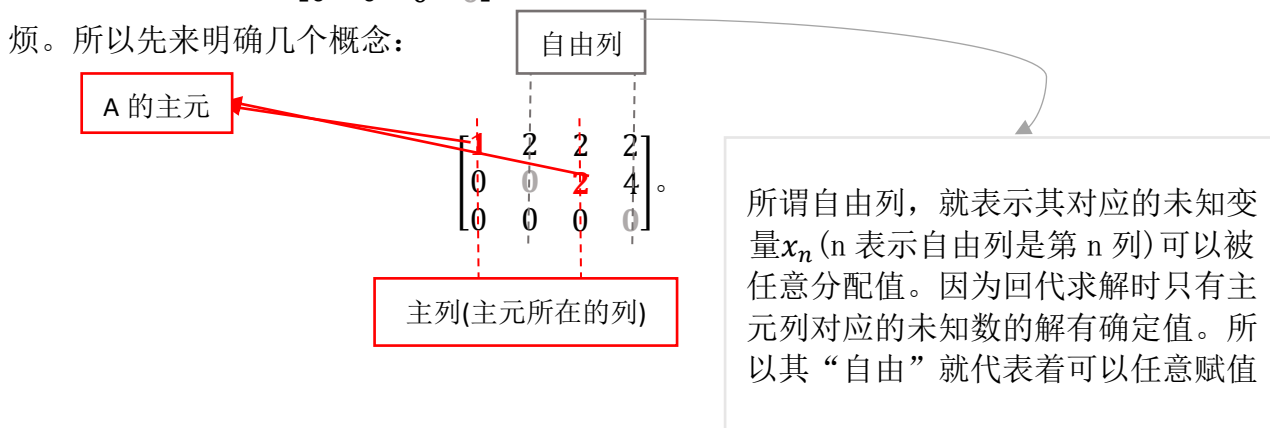 烦。所以先来明确几个概念：
自由列
A 的主元
1 2 2 2
0 0 2 4 。
0 0 0 0
主列(主元所在的列)
所谓自由列，就表示其对应的未知变
量xₙ(n 表示自由列是第 n 列)可以被
任意分配值。因为回代求解时只有主
元列对应的未知数的解有确定值。所
以其“自由”就代表着可以任意赋值